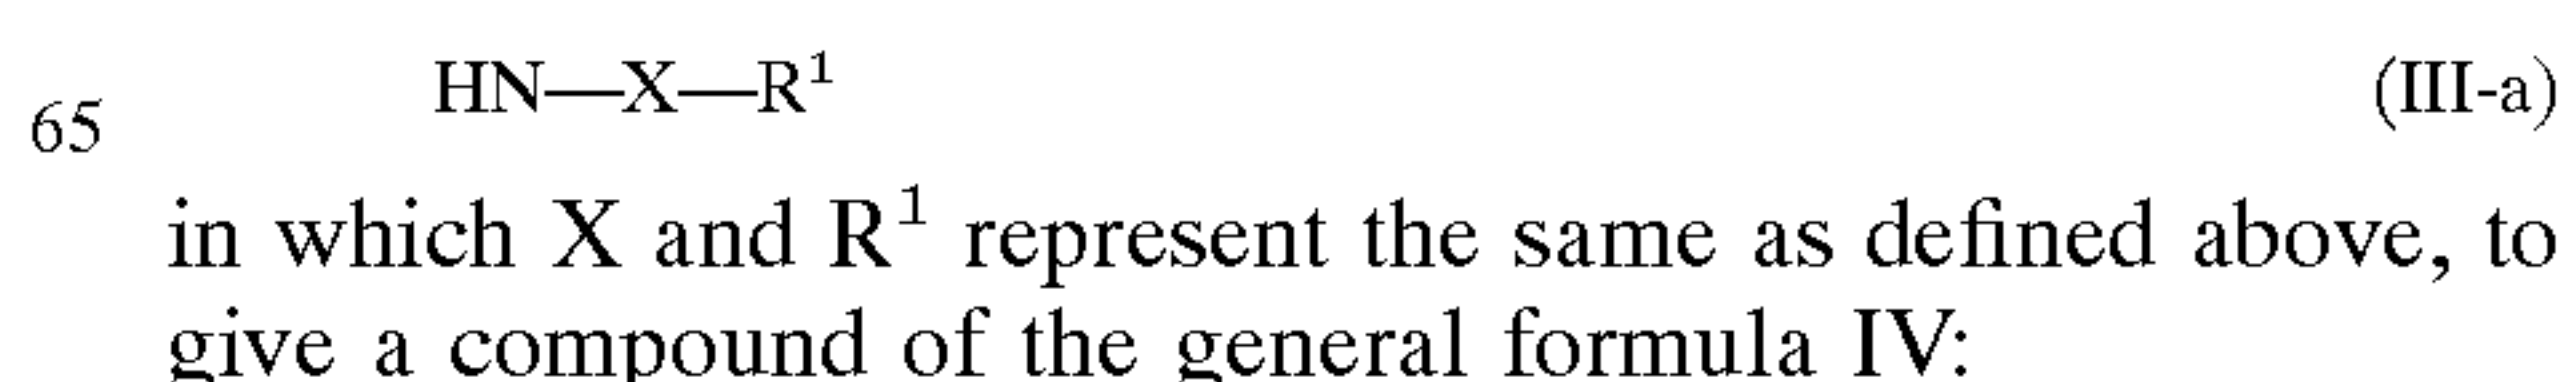 HN—X—R¹ (III-a)
65
in which X and R¹ represent the same as defined above, to
give a compound of the general formula IV: